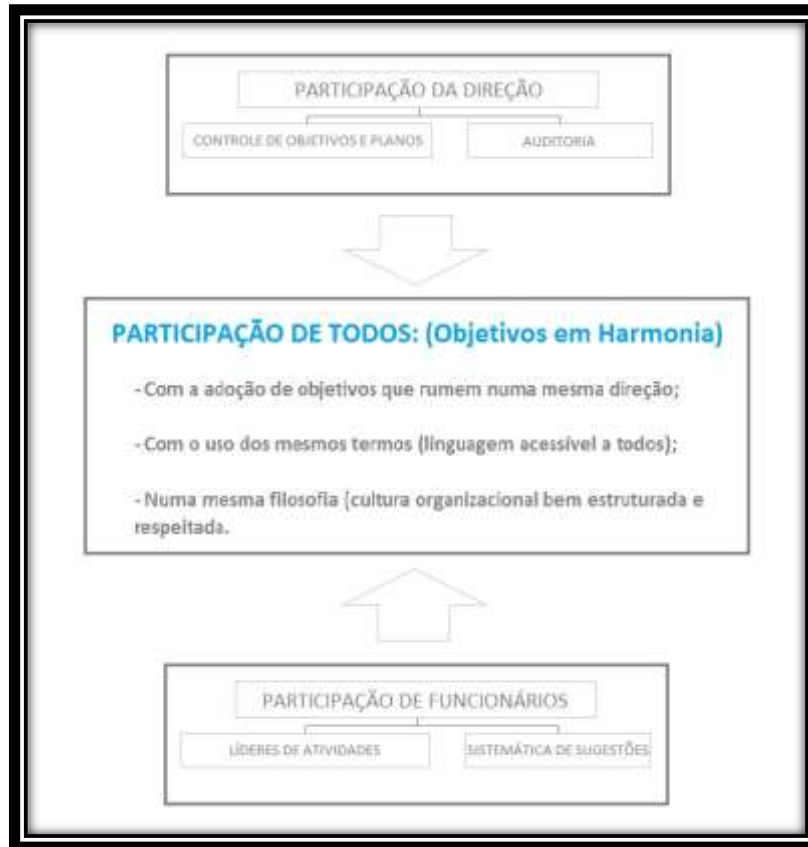 PARTICIPAÇÃO DA DIREÇÃO
CONTROLE DE OBJETIVOS E PLANOS
AUDITORIA
PARTICIPAÇÃO DE TODOS: (Objetivos em Harmonia)
- Com a adoção de objetivos que rumem numa mesma direção;
- Com o uso dos mesmos termos (linguagem acessível a todos);
- Numa mesma filosofia (cultura organizacional bem estruturada e
respeitada.
PARTICIPAÇÃO DE FUNCIONÁRIOS
LÍDERES DE ATIVIDADES
SISTEMÁTICA DE SUGESTÕES